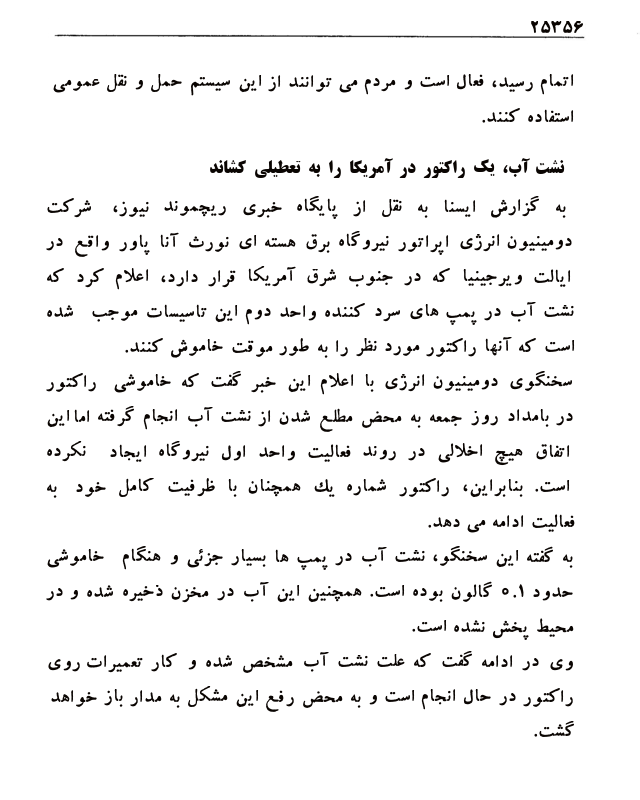 ۲۵۳۵۶
اتمام رسید، فعال است و مردم می توانند از این سیستم حمل و نقل عمومی
استفاده کنند.
نشت آب، یک راکتور در آمریکا را به تعطیلی کشاند
به گزارش ایسنا به نقل از پایگاه خبری ریچموند نیوز، شرکت
دومینیون انرژی اپراتور نیروگاه برق هسته ای نورث آنا پاور واقع در
ایالت ویرجینیا که در جنوب شرق آمریکا قرار دارد، اعلام کرد که
نشت آب در پمپ های سرد کننده واحد دوم این تاسیسات موجب شده
است که آنها راکتور مورد نظر را به طور موقت خاموش کنند.
سخنگوی دومینیون انرژی با اعلام این خبر گفت که خاموشی راکتور
در بامداد روز جمعه به محض مطلع شدن از نشت آب انجام گرفته اما این
اتفاق هیچ اخلالی در روند فعالیت واحد اول نیروگاه ایجاد نکرده
است. بنابراین، راکتور شماره یك همچنان با ظرفیت کامل خود به
فعالیت ادامه می دهد.
به گفته این سخنگو، نشت آب در پمپ ها بسیار جزئی و هنگام خاموشی
حدود ۰.۱ گالون بوده است. همچنین این آب در مخزن ذخیره شده و در
محیط پخش نشده است.
وی در ادامه گفت که علت نشت آب مشخص شده و کار تعمیرات روی
راکتور در حال انجام است و به محض رفع این مشکل به مدار باز خواهد
گشت.